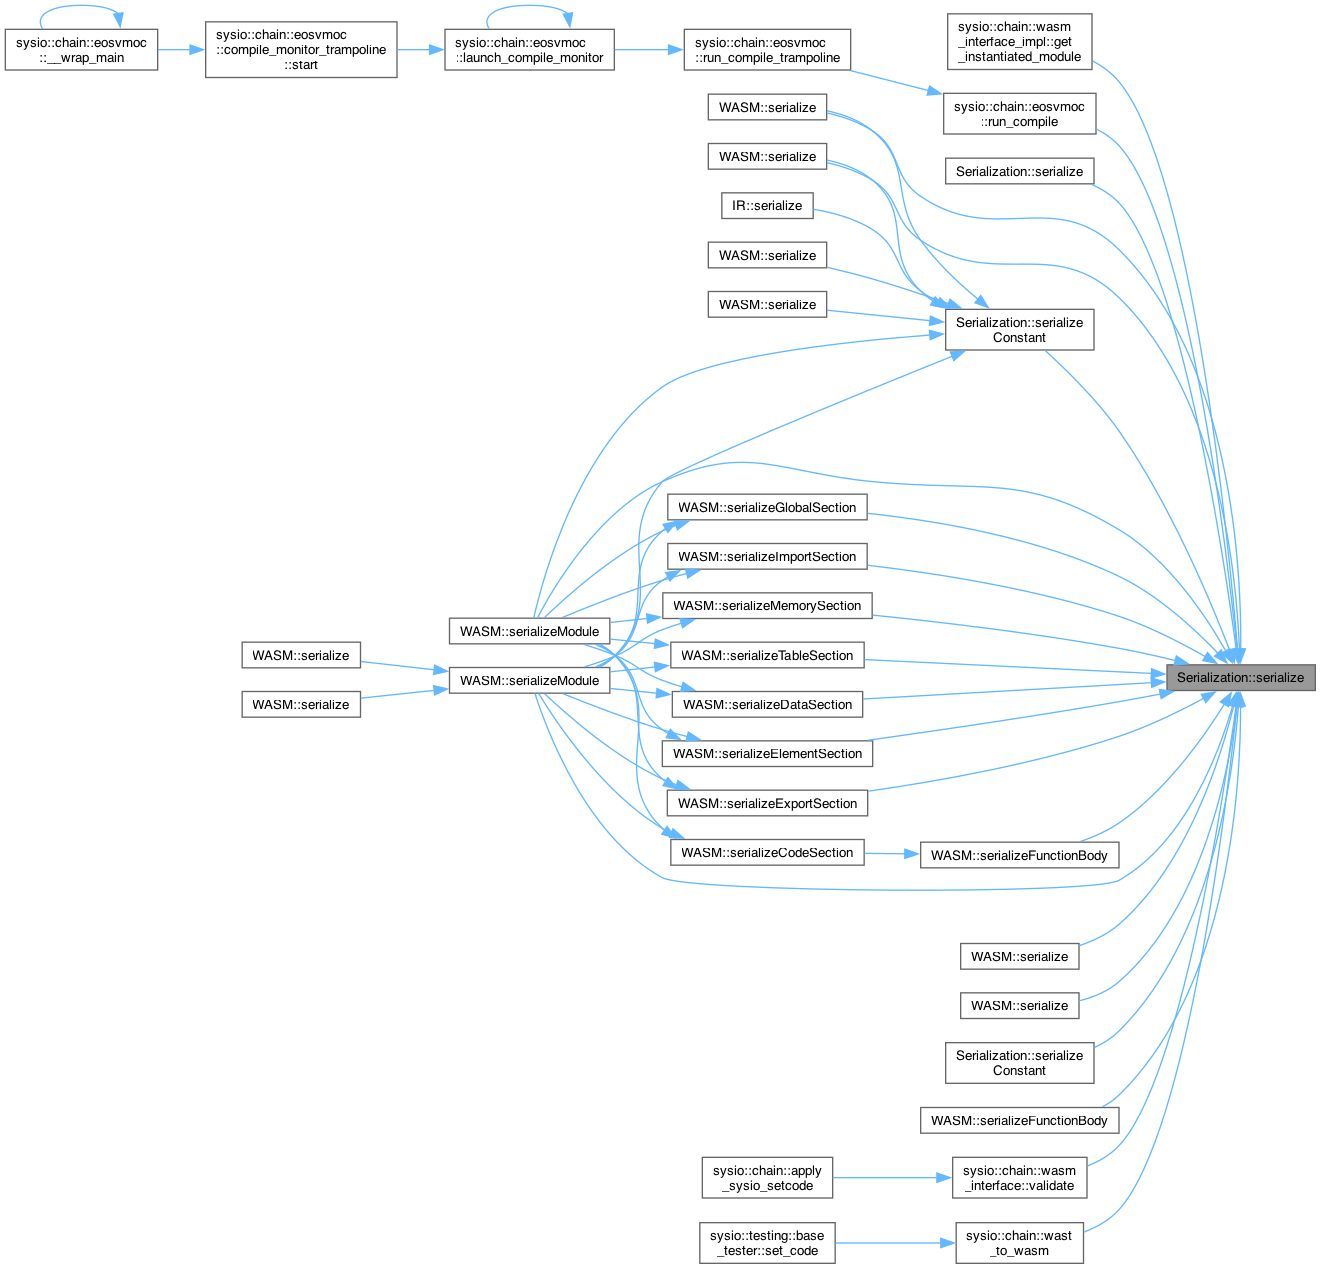 sysio::chain::eosvmoc
::__wrap_main
sysio::chain::eosvmoc
::compile_monitor_trampoline
::start
sysio::chain::eosvmoc
::launch_compile_monitor
sysio::chain::eosvmoc
::run_compile_trampoline
sysio::chain::wasm
_interface_impl::get
_instantiated_module
WASM::serialize
sysio::chain::eosvmoc
::run_compile
WASM::serialize
Serialization::serialize
IR::serialize
WASM::serialize
WASM::serialize
Serialization::serialize
Constant
WASM::serializeGlobalSection
WASM::serializeImportSection
WASM::serializeMemorySection
WASM::serializeModule
WASM::serialize
WASM::serializeTableSection
WASM::serializeModule
Serialization::serialize
WASM::serialize
WASM::serializeDataSection
WASM::serializeElementSection
WASM::serializeExportSection
WASM::serializeCodeSection
WASM::serializeFunctionBody
WASM::serialize
WASM::serialize
Serialization::serialize
Constant
WASM::serializeFunctionBody
sysio::chain::apply
_sysio_setcode
sysio::chain::wasm
_interface::validate
sysio::testing::base
_tester::set_code
sysio::chain::wast
_to_wasm